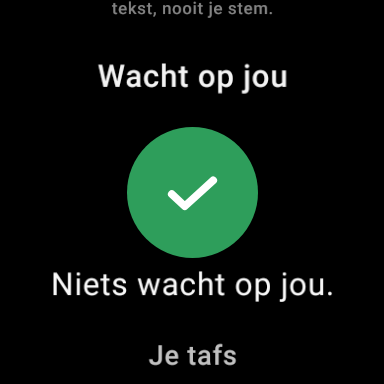 tekst, nooit je stem.
Wacht op jou
Niets wacht op jou.
Je tafs